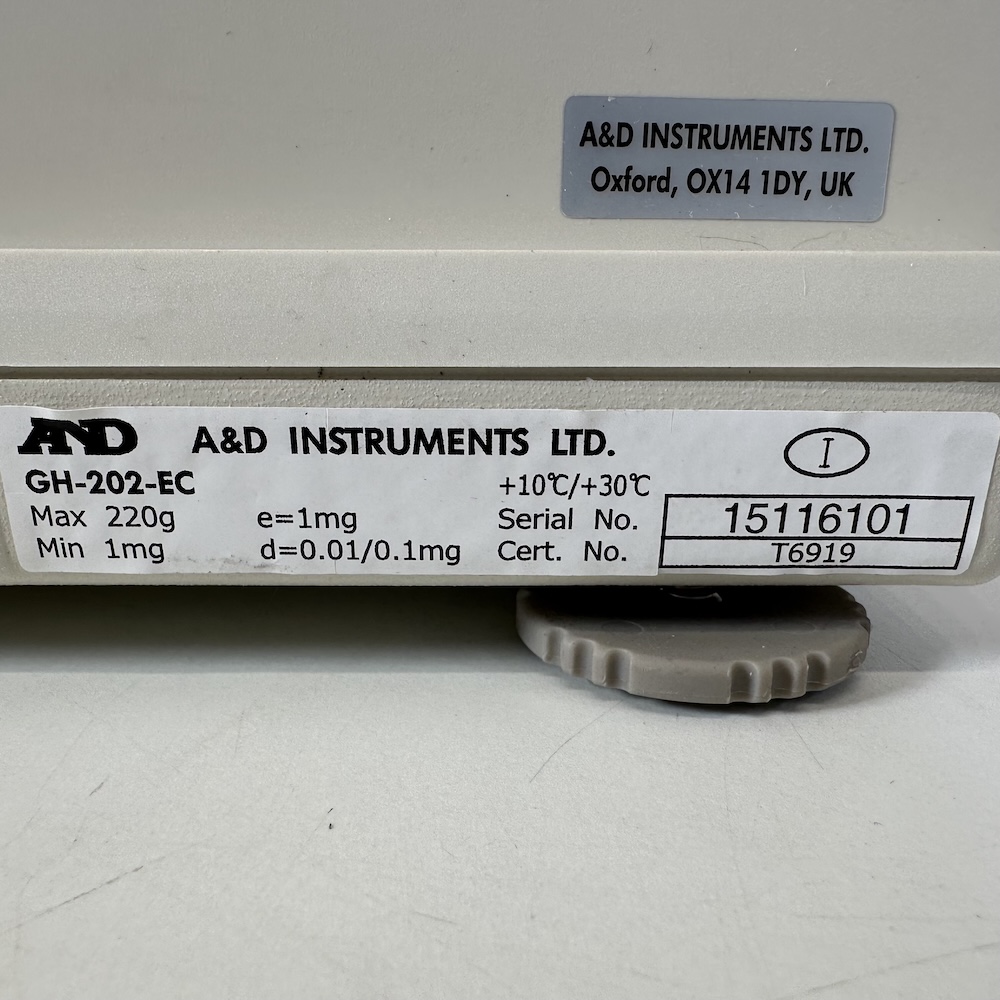 A&D INSTRUMENTS LTD.
Oxford, OX14 1DY, UK
AND A&D INSTRUMENTS LTD. I
GH-202-EC +10℃/+30℃
Max 220g e=1mg Serial No. 15116101
Min 1mg d=0.01/0.1mg Cert. No. T6919